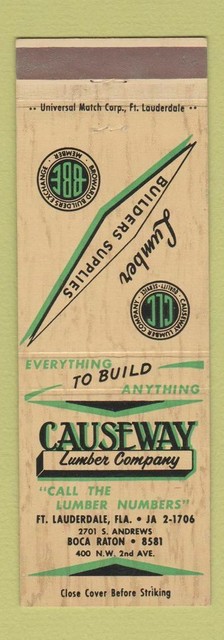 •• Universal Match Corp., Ft. Lauderdale ••
BROWARD BUILDERS EXCHANGE
• MEMBER •
BBE
Lumber
BUILDERS SUPPLIES
CAUSEWAY LUMBER COMPANY
QUALITY-SERVICE
CLC
EVERYTHING
TO BUILD
ANYTHING
CAUSEWAY
Lumber Company
"CALL THE
LUMBER NUMBERS"
FT. LAUDERDALE, FLA. • JA 2-1706
2701 S. ANDREWS
BOCA RATON • 8581
400 N.W. 2nd AVE.
Close Cover Before Striking